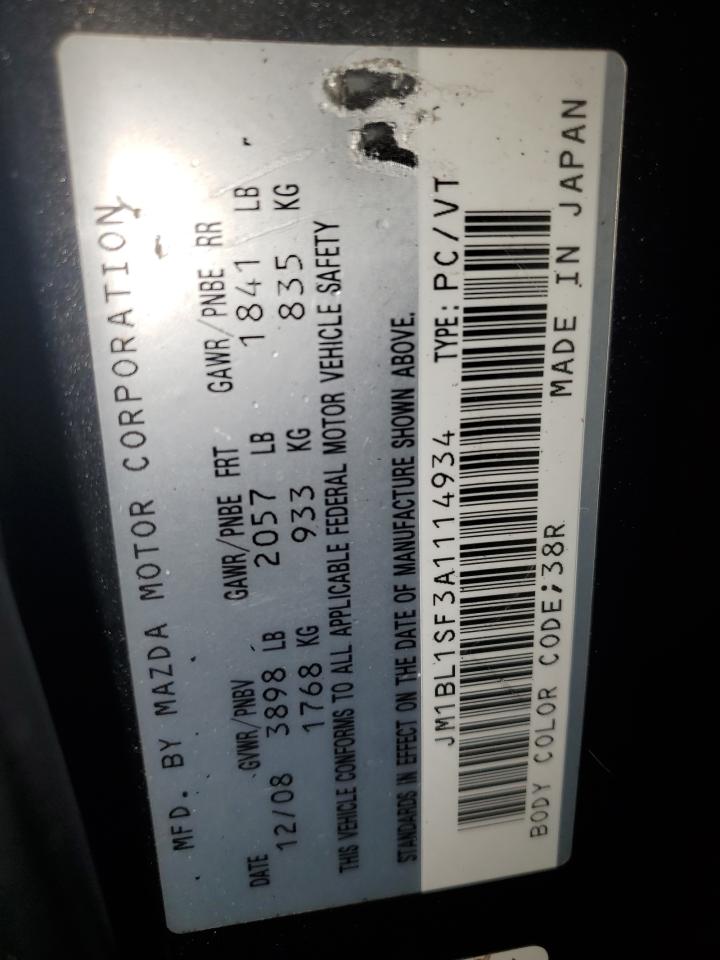 MFD. BY MAZDA MOTOR CORPORATION
DATE GVWR/PNBV GAWR/PNBE FRT GAWR/PNBE RR
12/08 3898 LB 2057 LB 1841 LB
1768 KG 933 KG 835 KG
THIS VEHICLE CONFORMS TO ALL APPLICABLE FEDERAL MOTOR VEHICLE SAFETY
STANDARDS IN EFFECT ON THE DATE OF MANUFACTURE SHOWN ABOVE.
JM1BL1SF3A1114934 TYPE: PC/VT
BODY COLOR CODE;38R MADE IN JAPAN